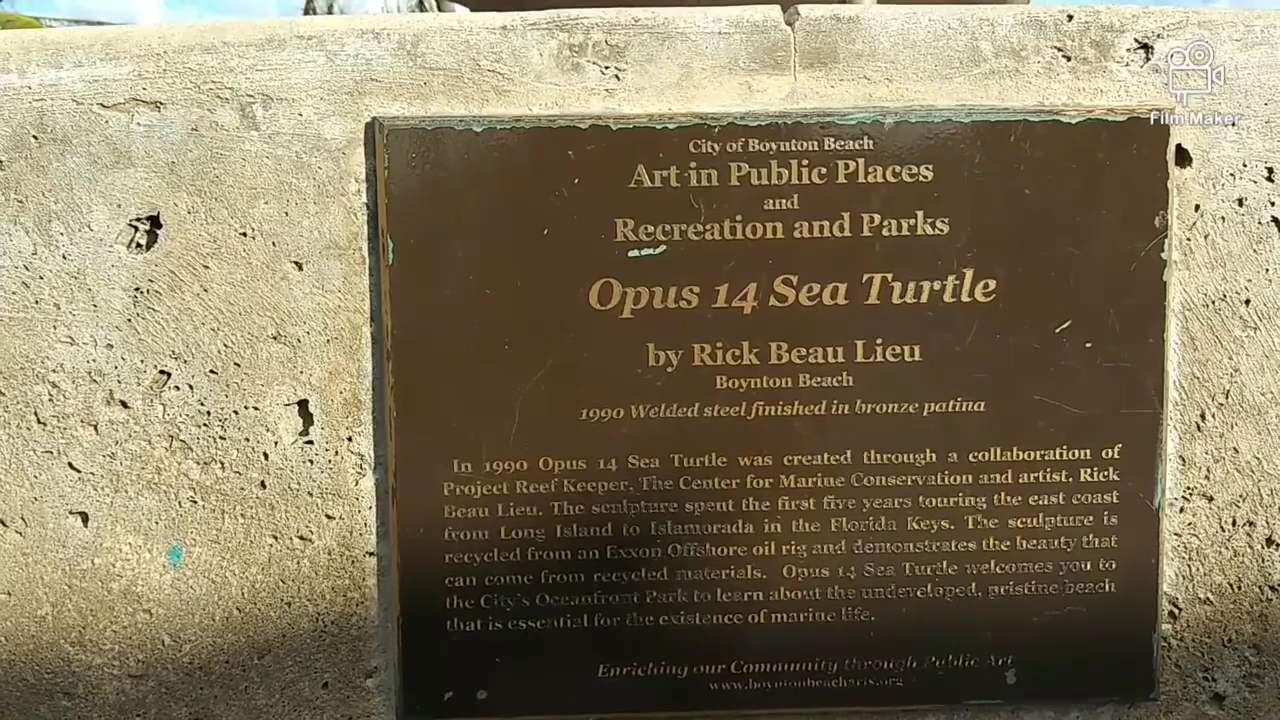 Film Maker
City of Boynton Beach
Art in Public Places
and
Recreation and Parks
Opus 14 Sea Turtle
by Rick Beau Lieu
Boynton Beach
1990 Welded steel finished in bronze patina
In 1990 Opus 14 Sea Turtle was created through a collaboration of
Project Reef Keeper, The Center for Marine Conservation and artist, Rick
Beau Lieu. The sculpture spent the first five years touring the east coast
from Long Island to Islamorada in the Florida Keys. The sculpture is
recycled from an Exxon Offshore oil rig and demonstrates the beauty that
can come from recycled materials. Opus 14 Sea Turtle welcomes you to
the City's Oceanfront Park to learn about the undeveloped, pristine beach
that is essential for the existence of marine life.
Enriching our Community through Public Art
www.boyntonbeacharts.org